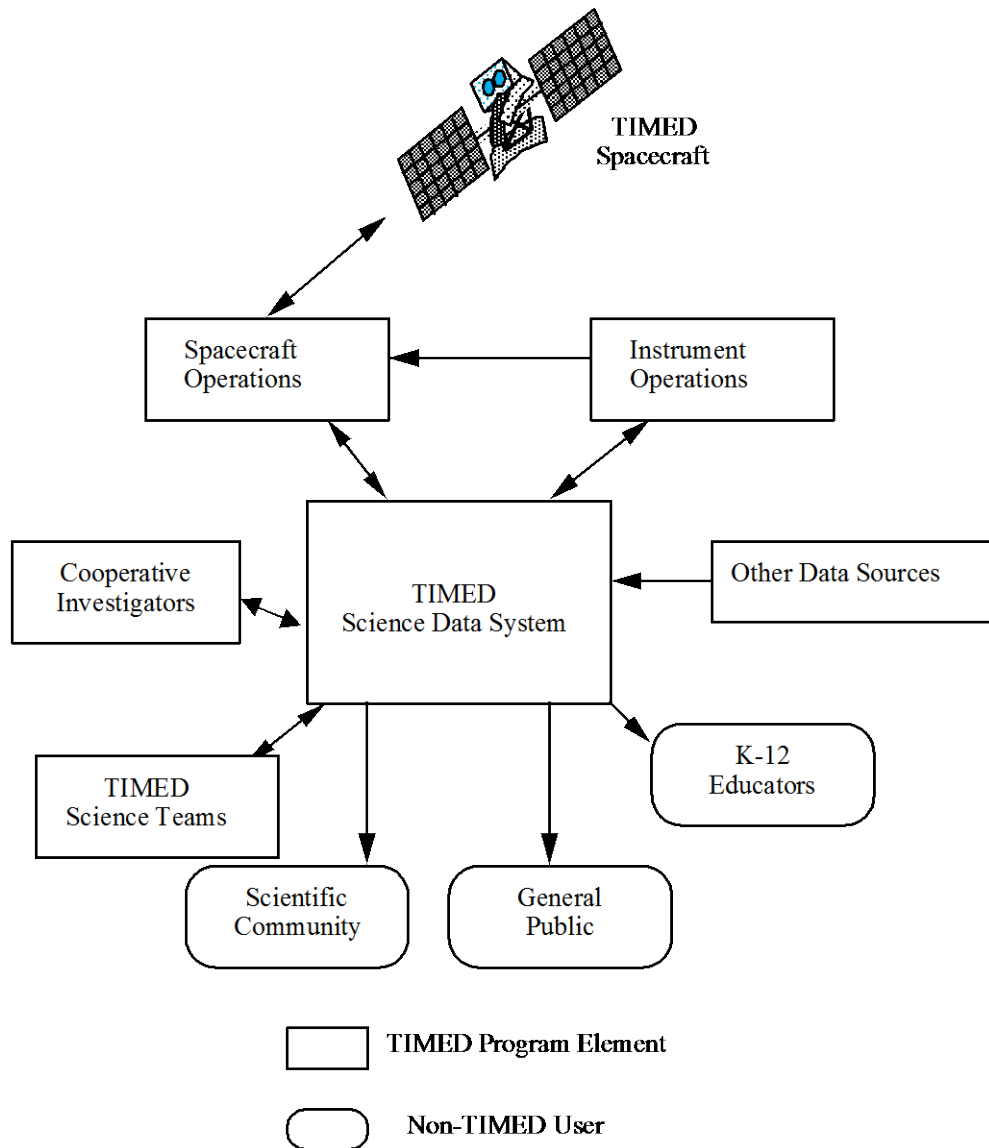 TIMED
Spacecraft
Spacecraft
Operations
Instrument
Operations
Cooperative
Investigators
TIMED
Science Data System
Other Data Sources
TIMED
Science Teams
K-12
Educators
Scientific
Community
General
Public
TIMED Program Element
Non-TIMED User